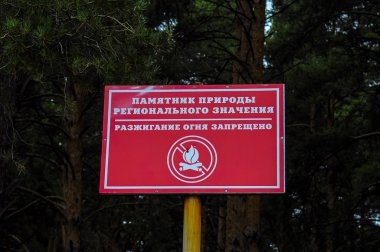 ПАМЯТНИК ПРИРОДЫ
РЕГИОНАЛЬНОГО ЗНАЧЕНИЯ
РАЗЖИГАНИЕ ОГНЯ ЗАПРЕЩЕНО